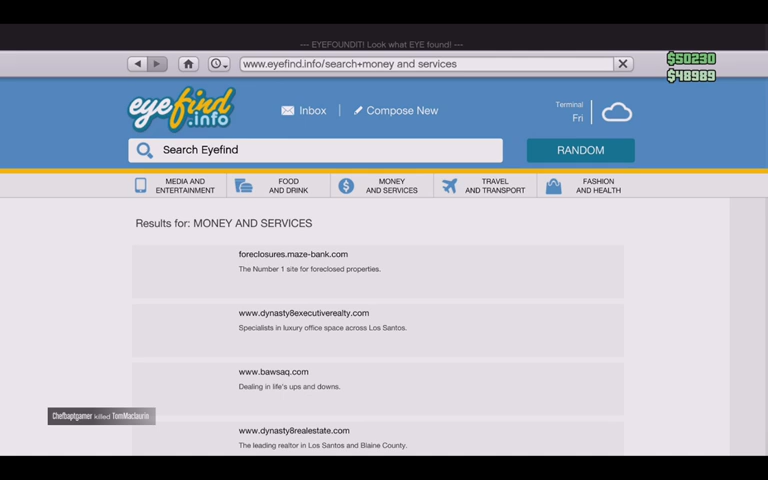 --- EYEFOUNDIT! Look what EYE found! ---
www.eyefind.info/search+money and services
$50230
$48989
eyefind
.info
Inbox
Compose New
Terminal
Fri
Search Eyefind
RANDOM
MEDIA AND
ENTERTAINMENT
FOOD
AND DRINK
MONEY
AND SERVICES
TRAVEL
AND TRANSPORT
FASHION
AND HEALTH
Results for: MONEY AND SERVICES
foreclosures.maze-bank.com
The Number 1 site for foreclosed properties.
www.dynasty8executiverealty.com
Specialists in luxury office space across Los Santos.
www.bawsaq.com
Dealing in life's ups and downs.
Chefbaptgamer killed TomMaclaurin
www.dynasty8realestate.com
The leading realtor in Los Santos and Blaine County.